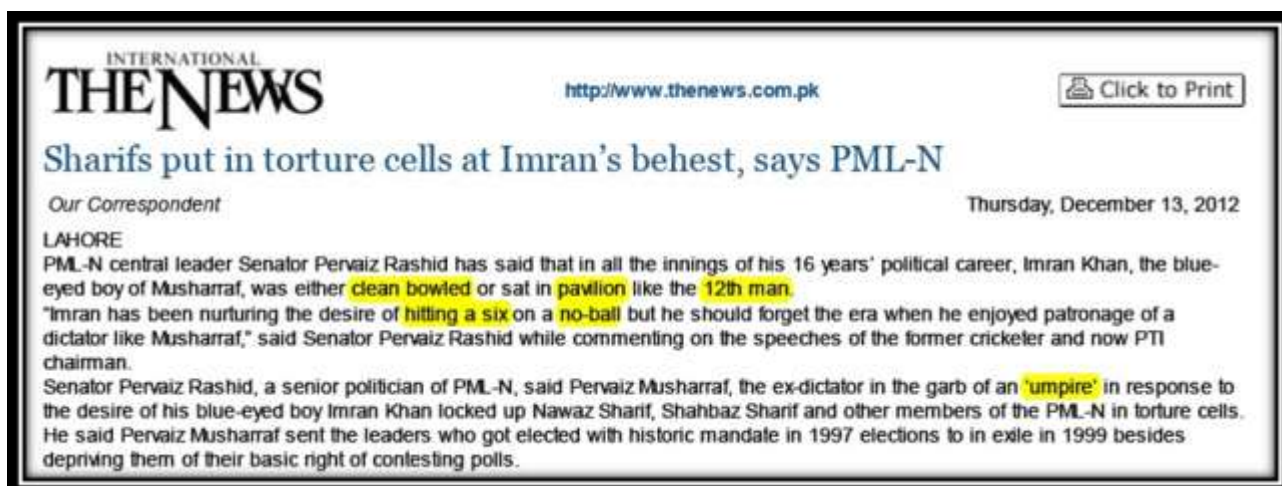 INTERNATIONAL
THE NEWS
http://www.thenews.com.pk
Click to Print
Sharifs put in torture cells at Imran's behest, says PML-N
Our Correspondent
Thursday, December 13, 2012
LAHORE
PML-N central leader Senator Pervaiz Rashid has said that in all the innings of his 16 years' political career, Imran Khan, the blue-
eyed boy of Musharraf, was either clean bowled or sat in pavilion like the 12th man.
"Imran has been nurturing the desire of hitting a six on a no-ball but he should forget the era when he enjoyed patronage of a
dictator like Musharraf," said Senator Pervaiz Rashid while commenting on the speeches of the former cricketer and now PTI
chairman.
Senator Pervaiz Rashid, a senior politician of PML-N, said Pervaiz Musharraf, the ex-dictator in the garb of an 'umpire' in response to
the desire of his blue-eyed boy Imran Khan locked up Nawaz Sharif, Shahbaz Sharif and other members of the PML-N in torture cells.
He said Pervaiz Musharraf sent the leaders who got elected with historic mandate in 1997 elections to in exile in 1999 besides
depriving them of their basic right of contesting polls.